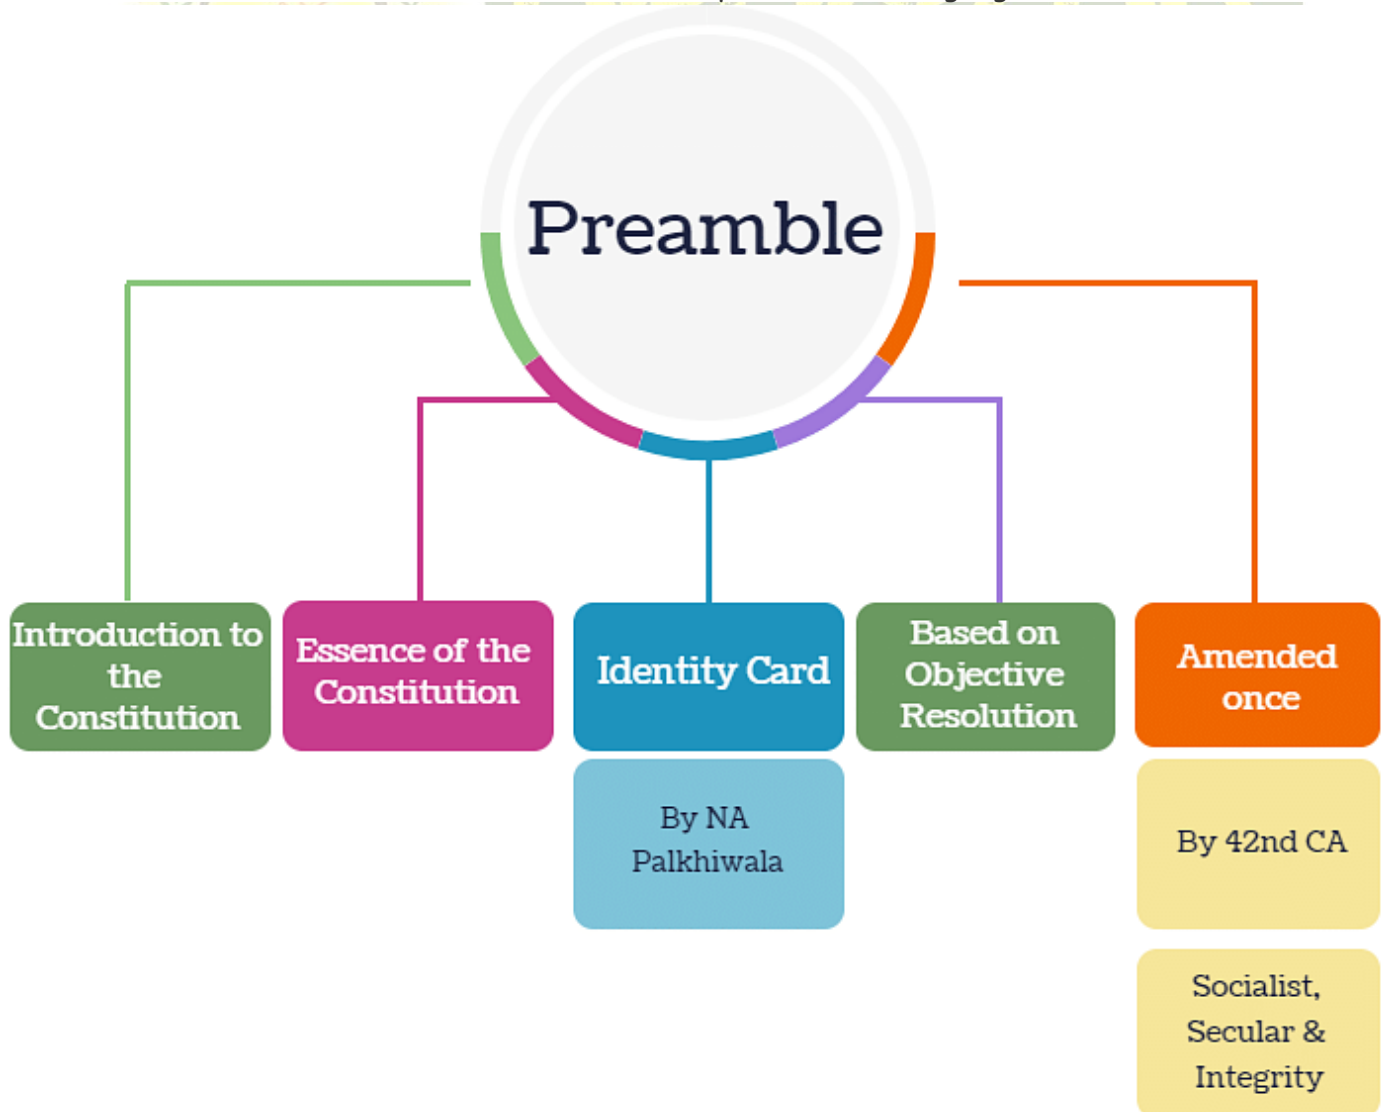 Preamble
Introduction to
the
Constitution
Essence of the
Constitution
Identity Card
By NA
Palkhiwala
Based on
Objective
Resolution
Amended
once
By 42nd CA
Socialist,
Secular &
Integrity